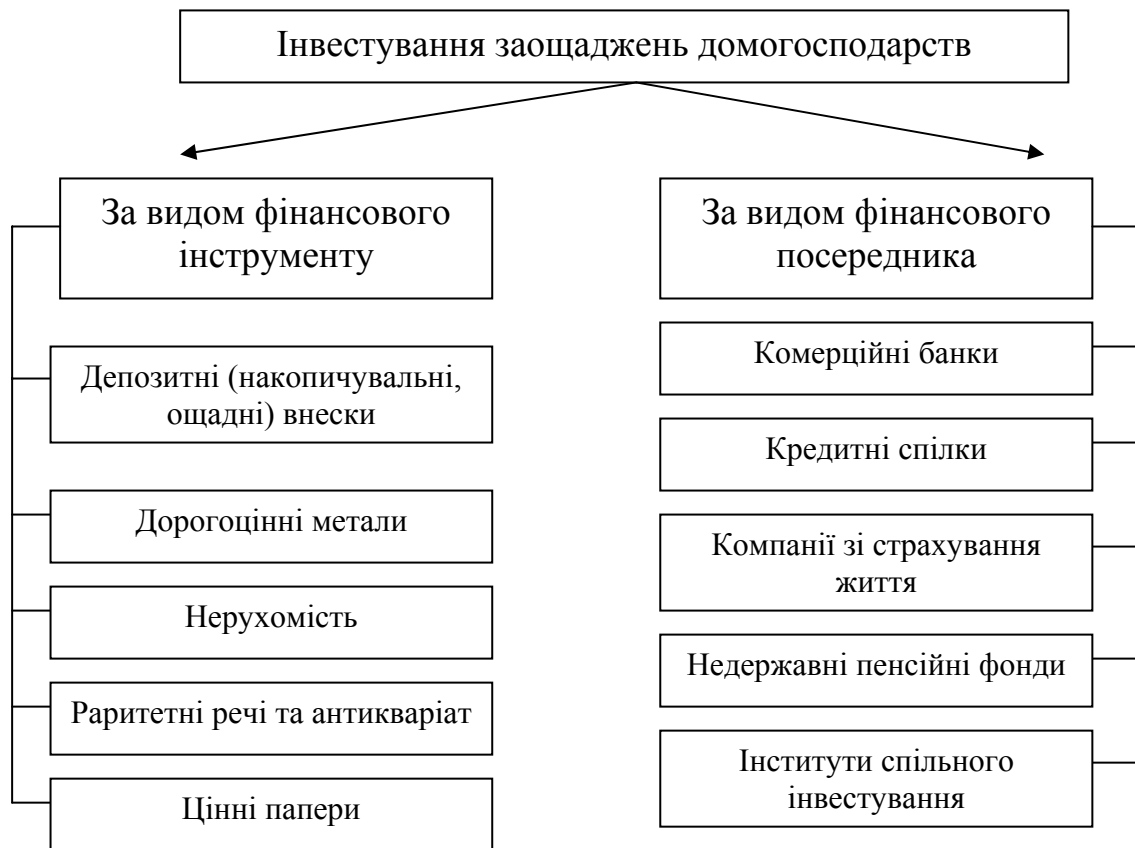 Інвестування заощаджень домогосподарств
За видом фінансового
інструменту
Депозитні (накопичувальні,
ощадні) внески
Дорогоцінні метали
Нерухомість
Раритетні речі та антикваріат
Цінні папери
За видом фінансового
посередника
Комерційні банки
Кредитні спілки
Компанії зі страхування
життя
Недержавні пенсійні фонди
Інститути спільного
інвестування